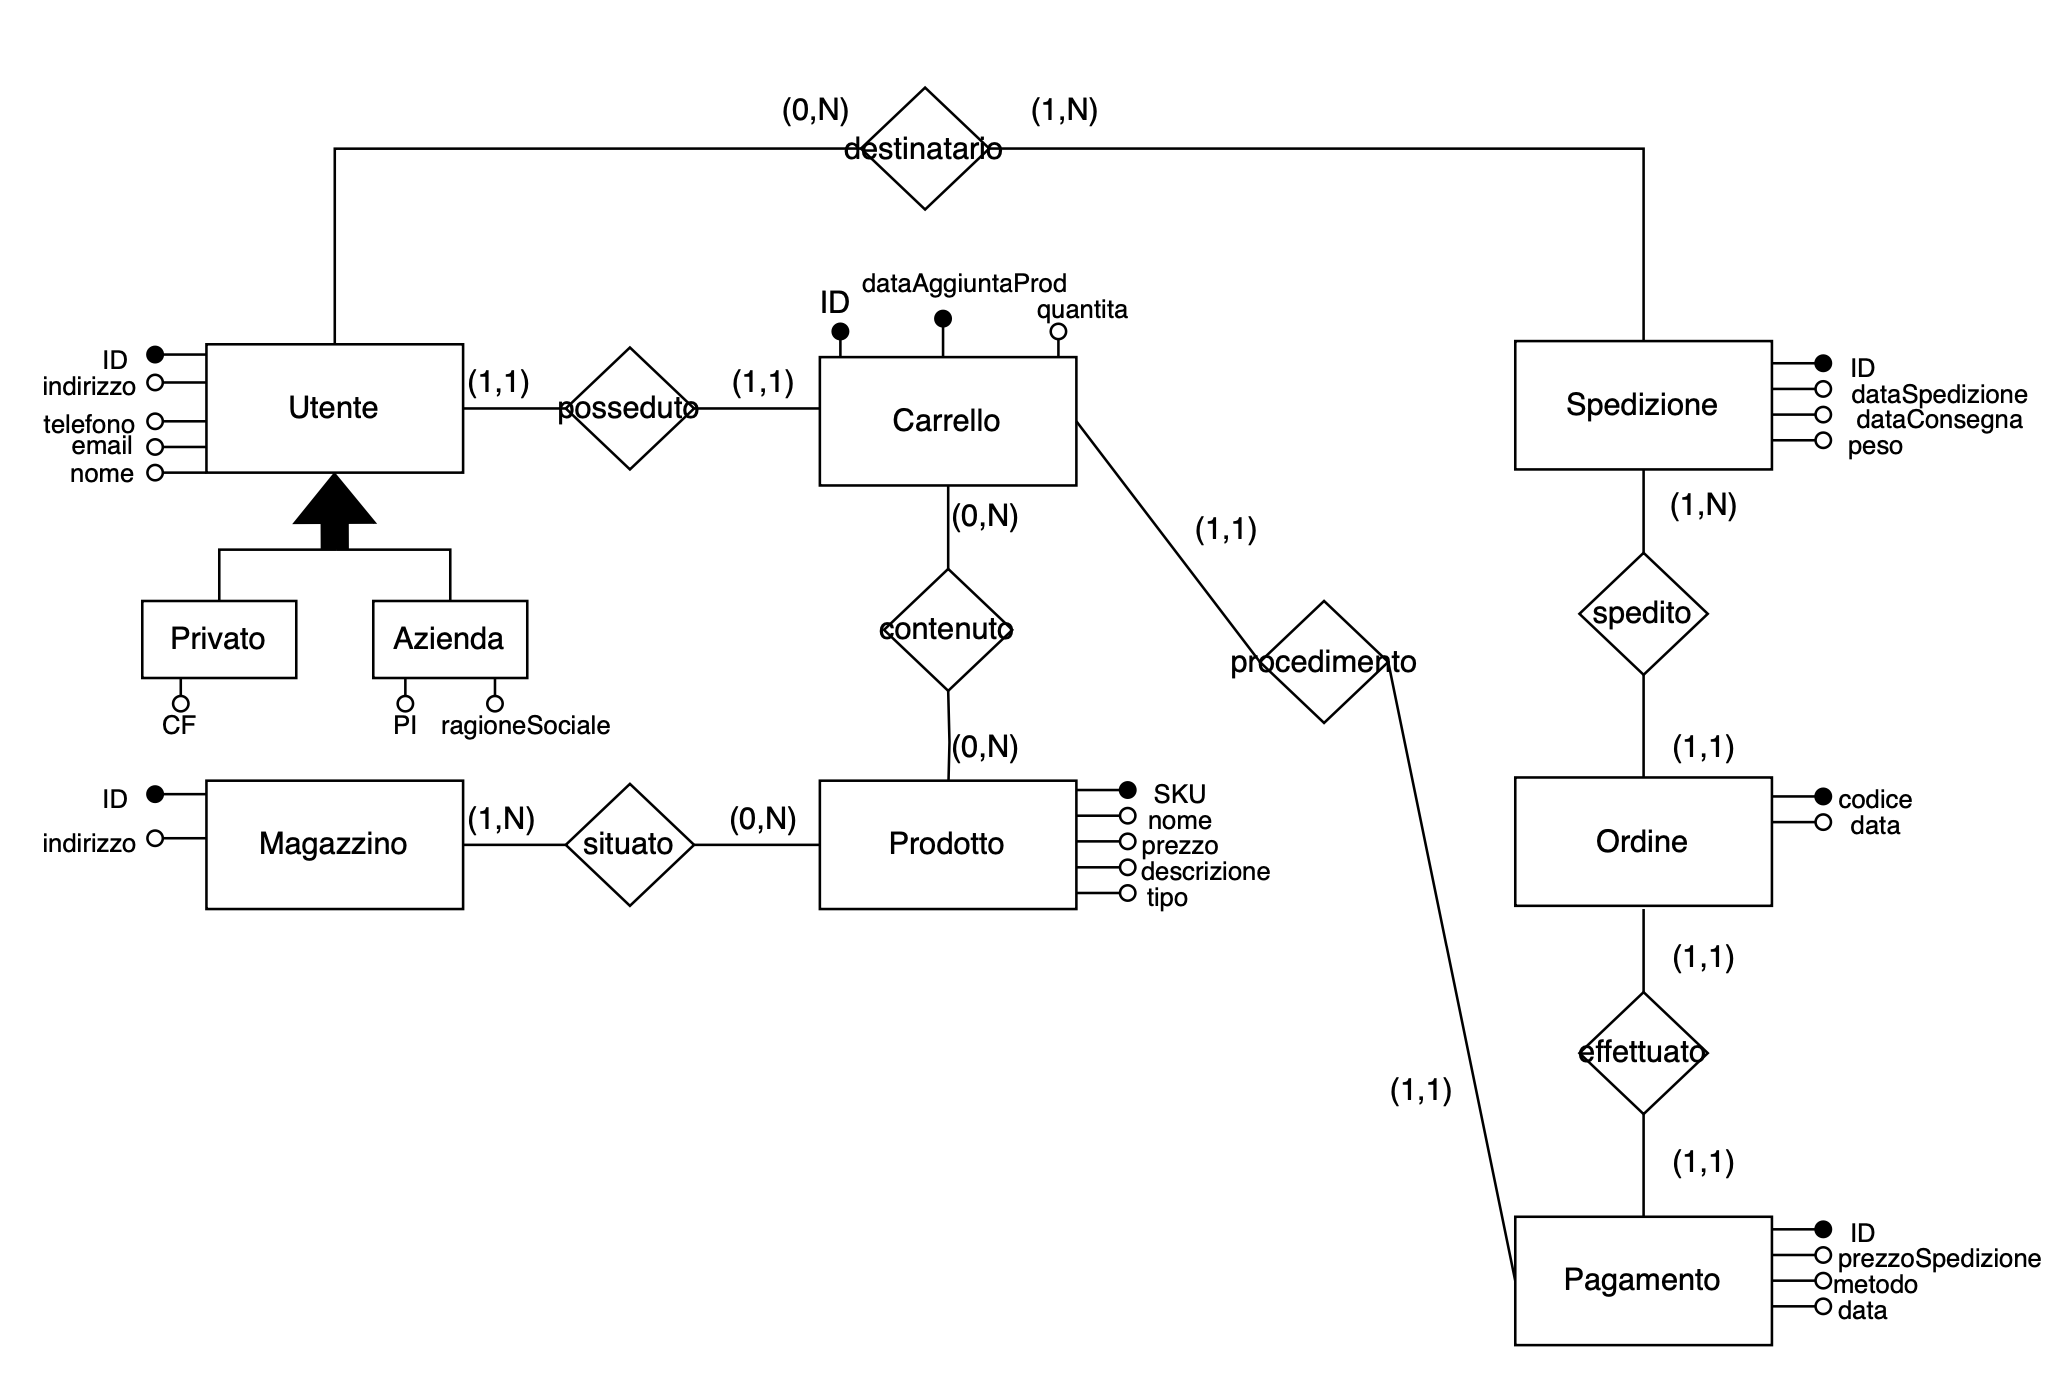 (0,N)
(1,N)
destinatario
dataAggiuntaProd
ID
quantita
ID
indirizzo
telefono
email
nome
Utente
(1,1)
posseduto
(1,1)
Carrello
Spedizione
ID
dataSpedizione
dataConsegna
peso
(0,N)
(1,1)
(1,N)
Privato
Azienda
contenuto
procedimento
spedito
CF
PI
ragioneSociale
(0,N)
(1,1)
ID
indirizzo
Magazzino
(1,N)
situato
(0,N)
Prodotto
SKU
nome
prezzo
descrizione
tipo
Ordine
codice
data
(1,1)
effettuato
(1,1)
(1,1)
Pagamento
ID
prezzoSpedizione
metodo
data